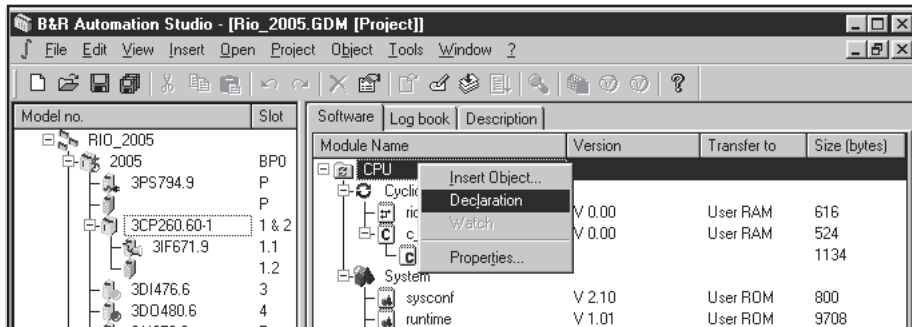 B&R Automation Studio - [Rio_2005.GDM [Project]]
File Edit View Insert Open Project Object Tools Window ?
Model no. Slot
RIO_2005
2005 BP0
3PS794.9 P
P
3CP260.60-1 1 & 2
3IF671.9 1.1
1.2
3DI476.6 3
3DO480.6 4
Software Log book Description
Module Name Version Transfer to Size (bytes)
CPU
Cyclic
V 0.00 User RAM 616
c_ V 0.00 User RAM 524
1134
System
sysconf V 2.10 User ROM 800
runtime V 1.01 User ROM 9708
Insert Object...
Declaration
Watch
Properties...